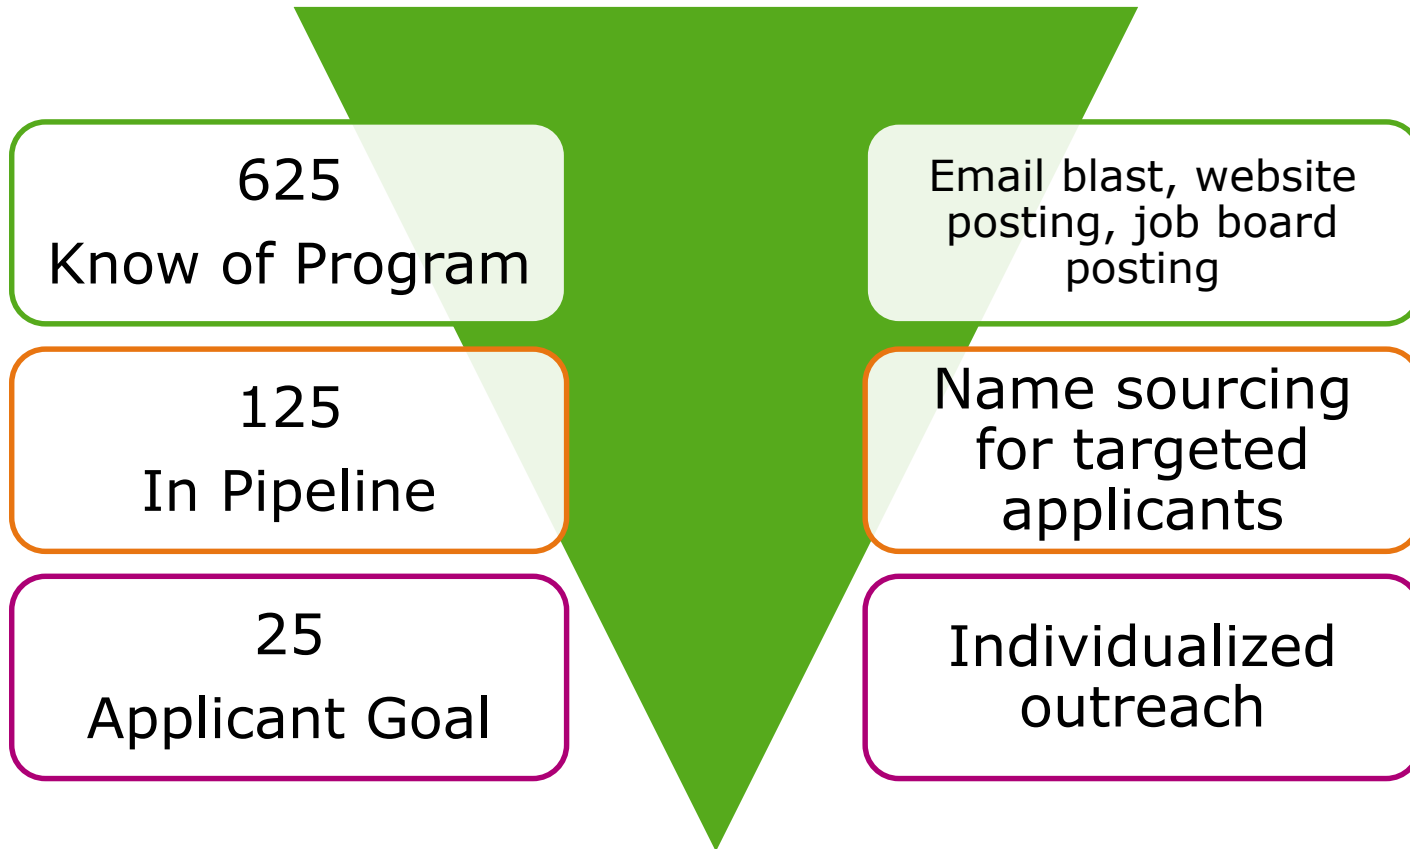 625
Know of Program
Email blast, website
posting, job board
posting
125
In Pipeline
Name sourcing
for targeted
applicants
25
Applicant Goal
Individualized
outreach